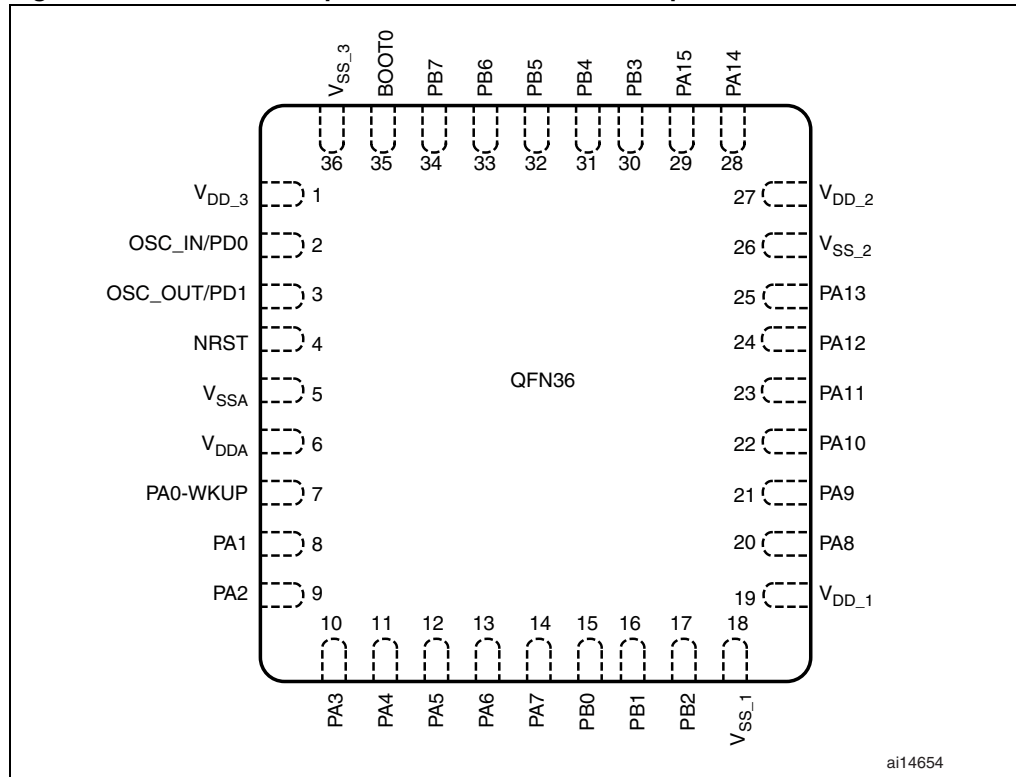 VSS_3
BOOT0
PB7
PB6
PB5
PB4
PB3
PA15
PA14
36 35 34 33 32 31 30 29 28
VDD_3 1
OSC_IN/PD0 2
OSC_OUT/PD1 3
NRST 4
VSSA 5
VDDA 6
PA0-WKUP 7
PA1 8
PA2 9
QFN36
27 VDD_2
26 VSS_2
25 PA13
24 PA12
23 PA11
22 PA10
21 PA9
20 PA8
19 VDD_1
10 11 12 13 14 15 16 17 18
PA3
PA4
PA5
PA6
PA7
PB0
PB1
PB2
VSS_1
ai14654